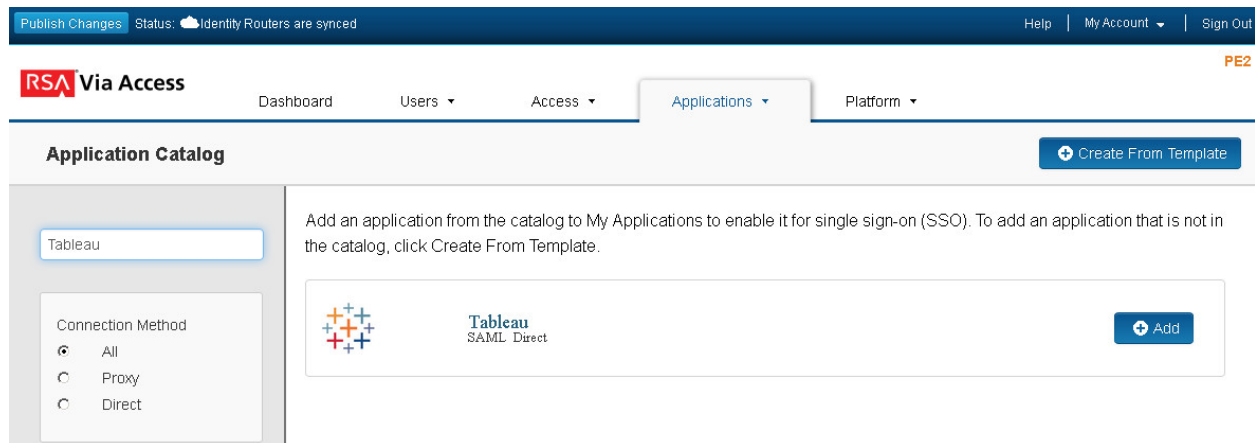 Publish Changes Status: Identity Routers are synced Help | My Account | Sign Out
PE2
RSA Via Access
Dashboard Users Access Applications Platform
Application Catalog Create From Template
Tableau
Add an application from the catalog to My Applications to enable it for single sign-on (SSO). To add an application that is not in
the catalog, click Create From Template.
Connection Method
All
Proxy
Direct
Tableau
SAML Direct
Add